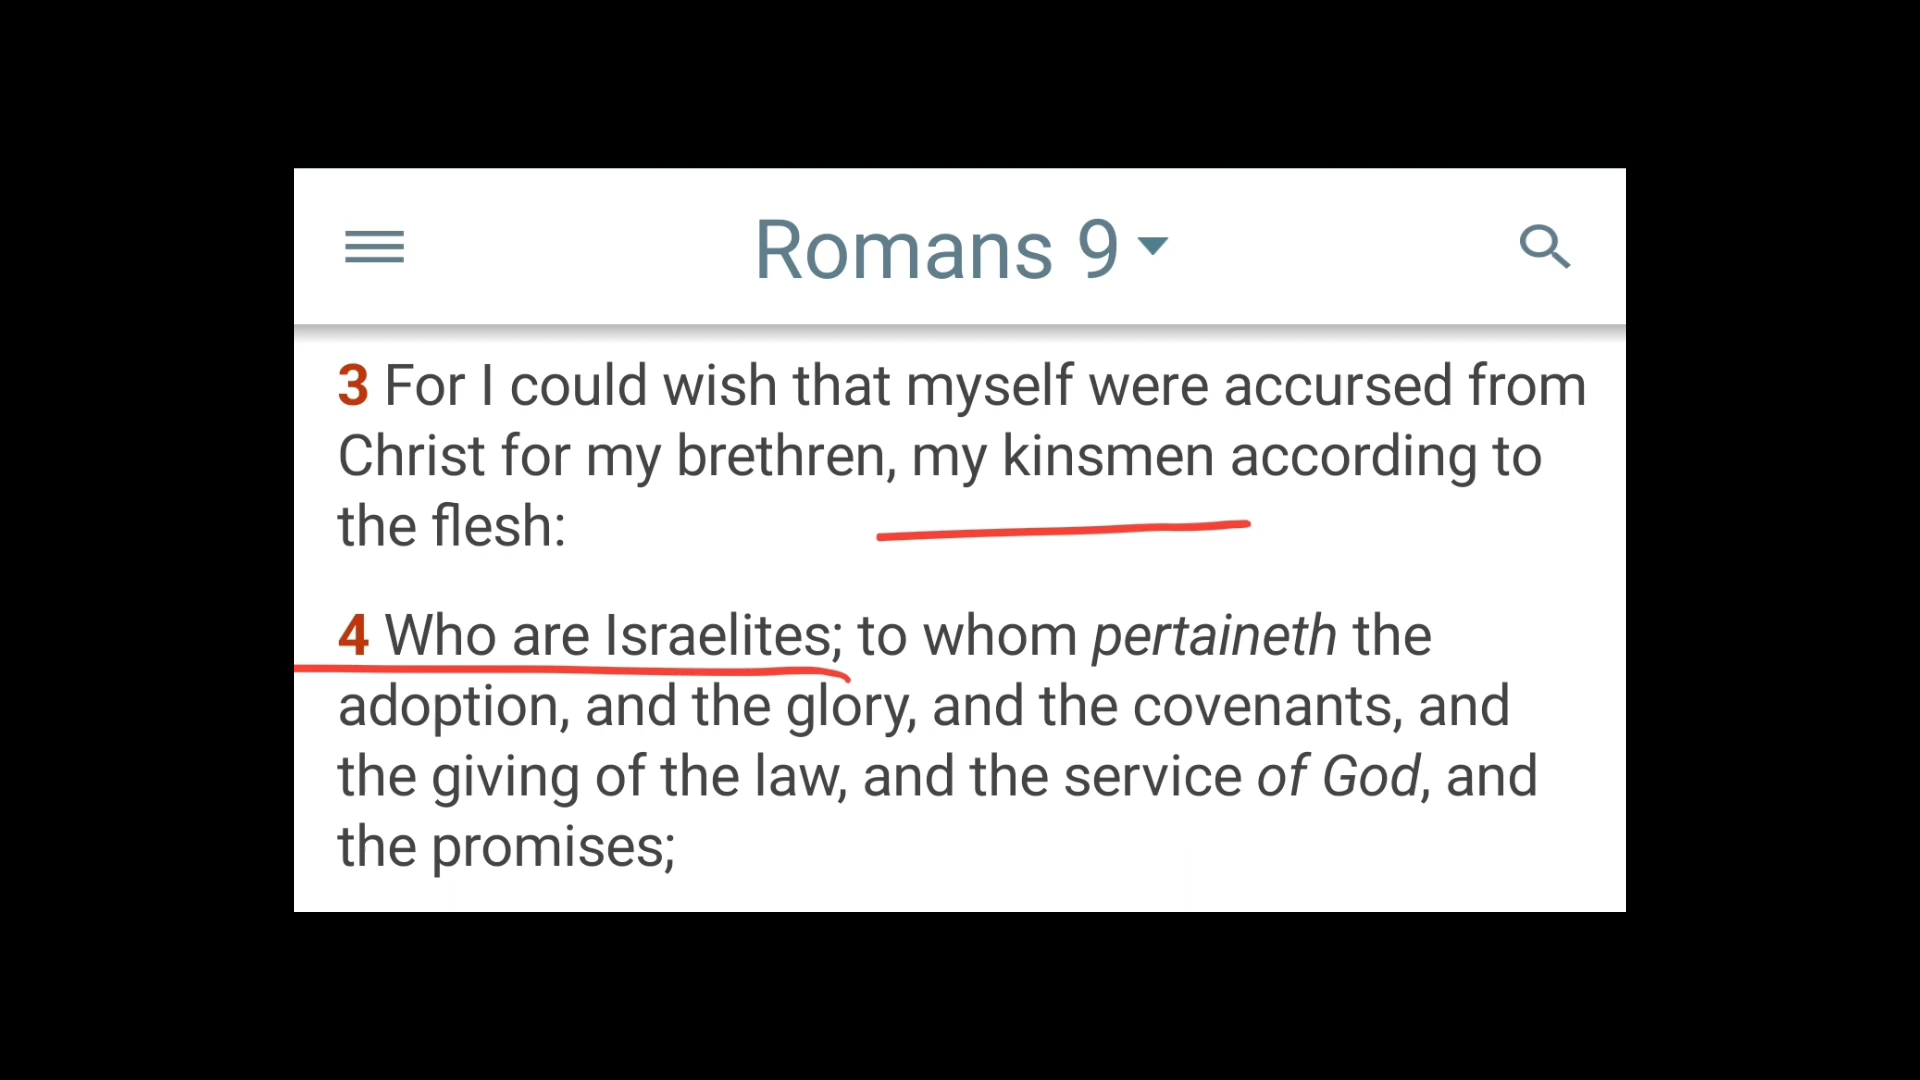 Romans 9
3 For I could wish that myself were accursed from
Christ for my brethren, my kinsmen according to
the flesh:
4 Who are Israelites; to whom pertaineth the
adoption, and the glory, and the covenants, and
the giving of the law, and the service of God, and
the promises;